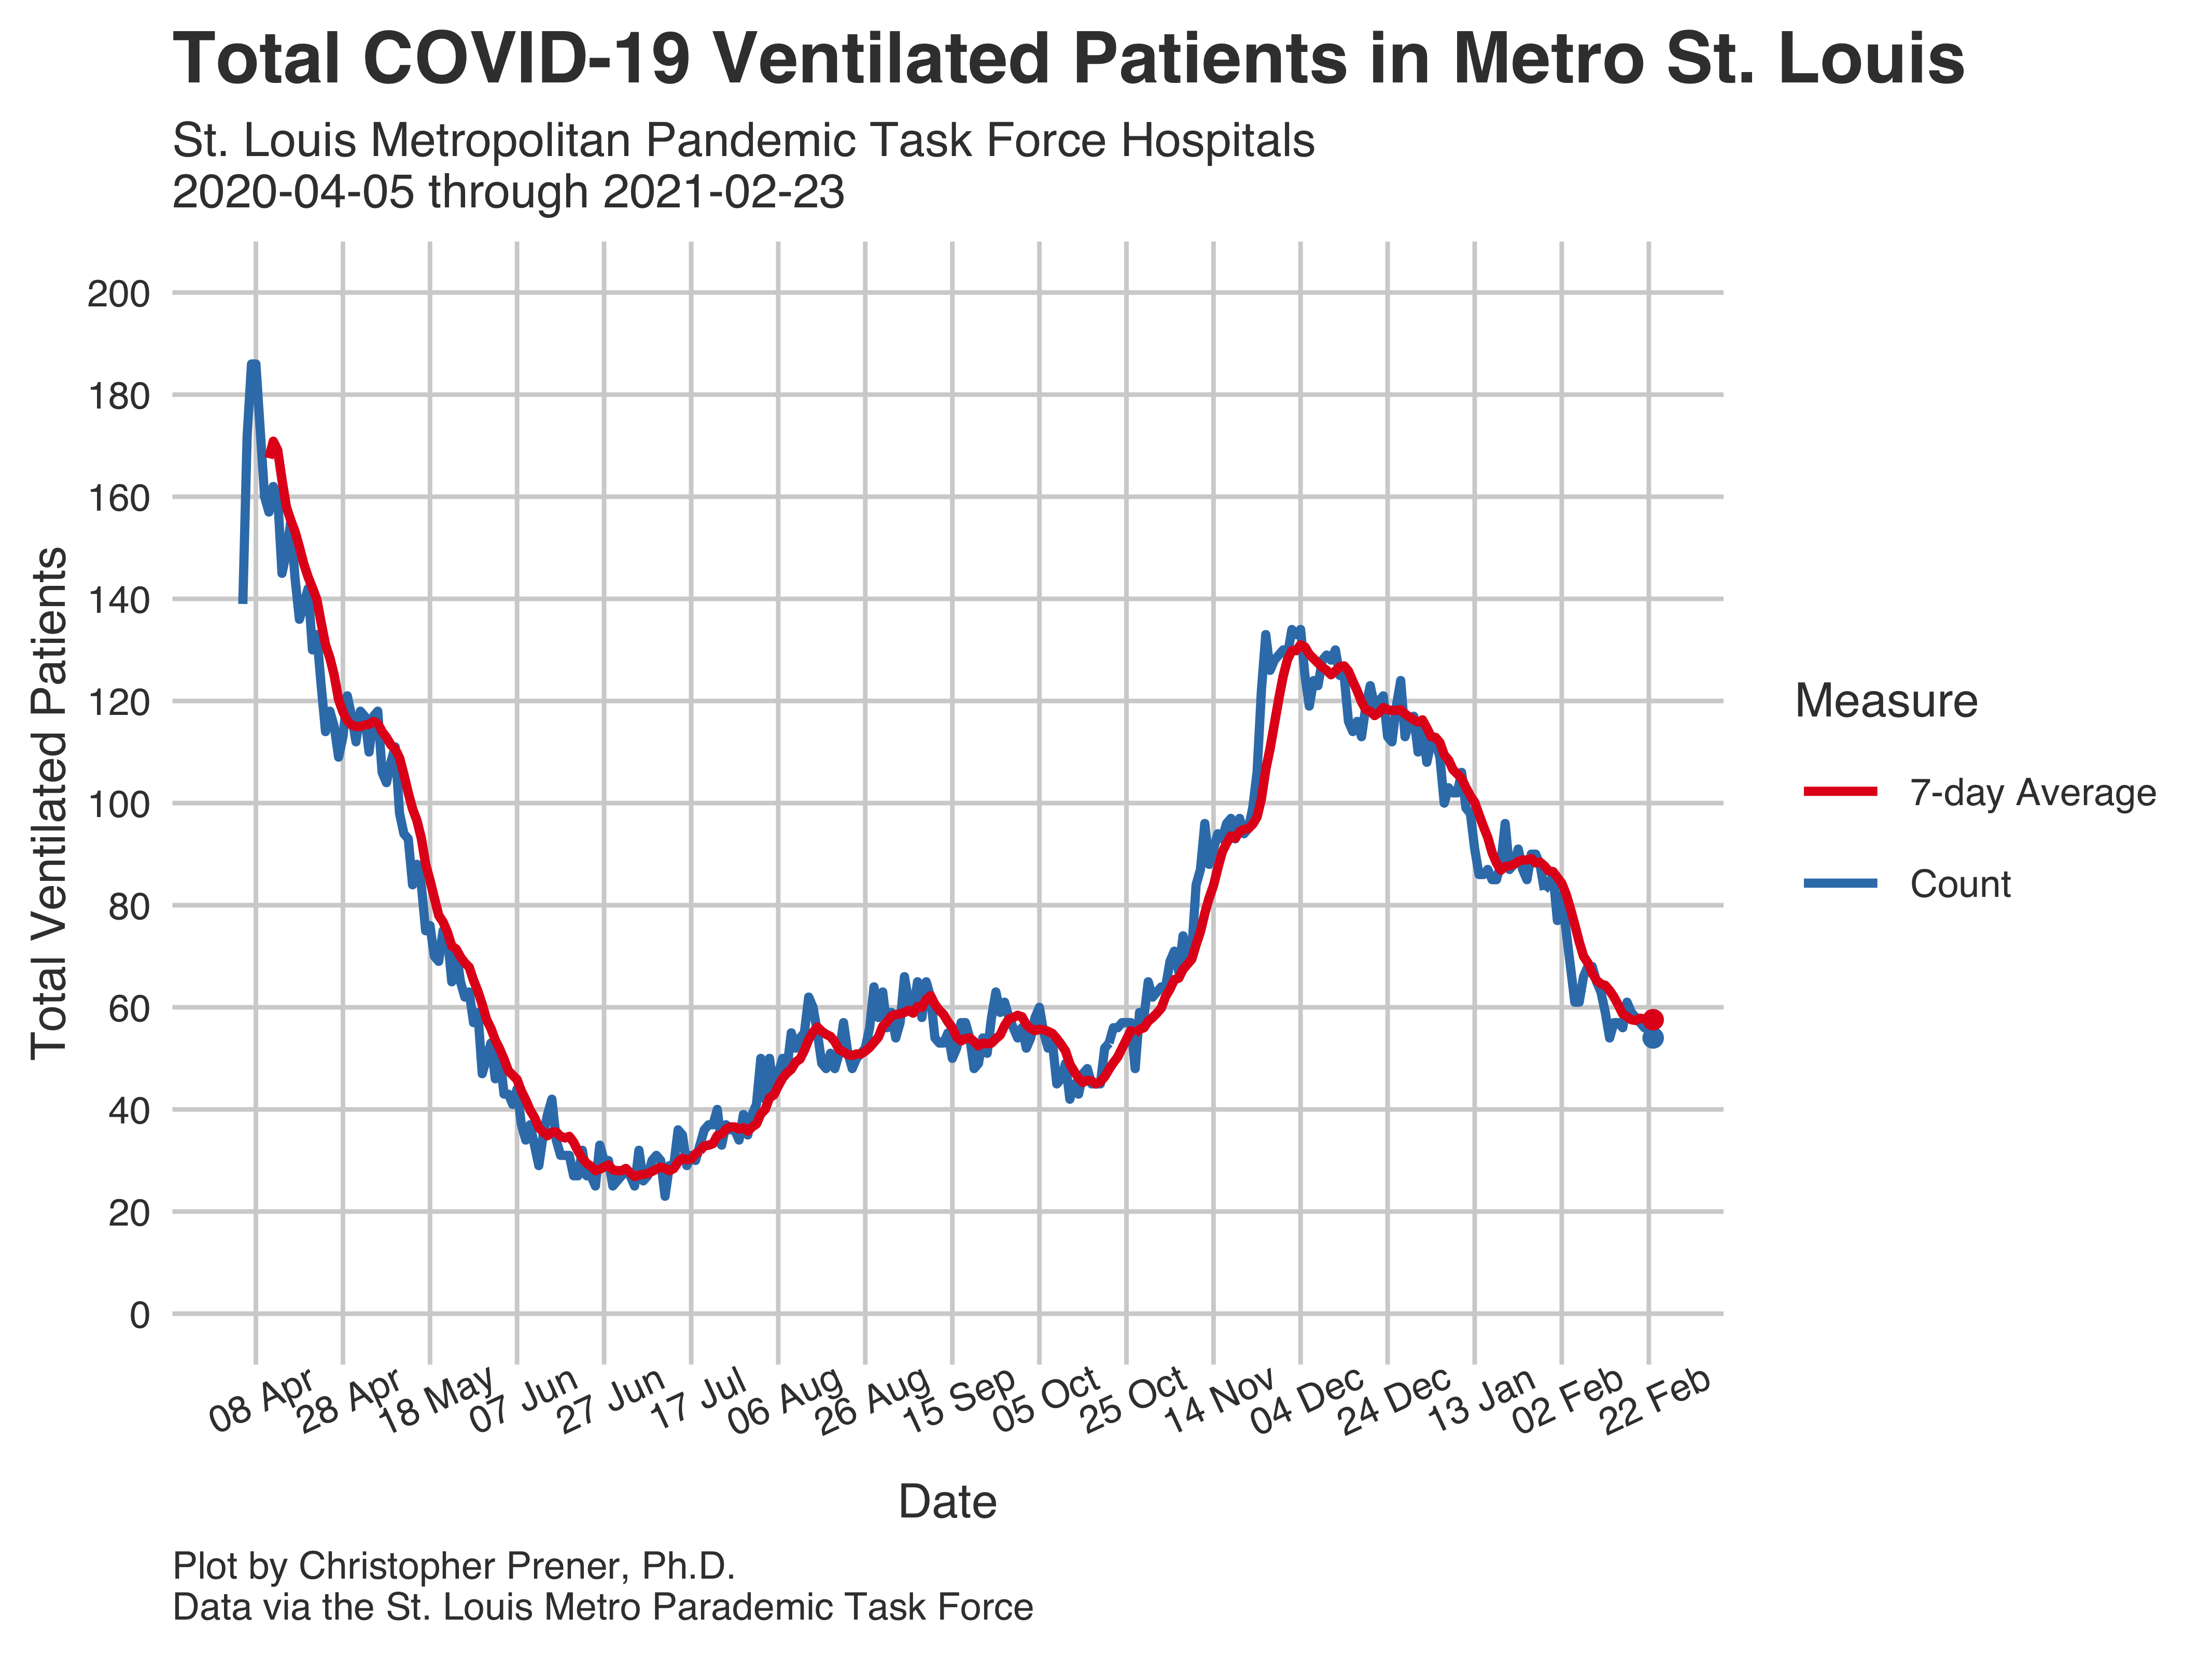 Total COVID-19 Ventilated Patients in Metro St. Louis
St. Louis Metropolitan Pandemic Task Force Hospitals
2020-04-05 through 2021-02-23
Total Ventilated Patients
200
180
160
140
120
100
80
60
40
20
0
08 Apr
28 Apr
18 May
07 Jun
27 Jun
17 Jul
06 Aug
26 Aug
15 Sep
05 Oct
25 Oct
14 Nov
04 Dec
24 Dec
13 Jan
02 Feb
22 Feb
Date
Measure
7-day Average
Count
Plot by Christopher Prener, Ph.D.
Data via the St. Louis Metro Parademic Task Force